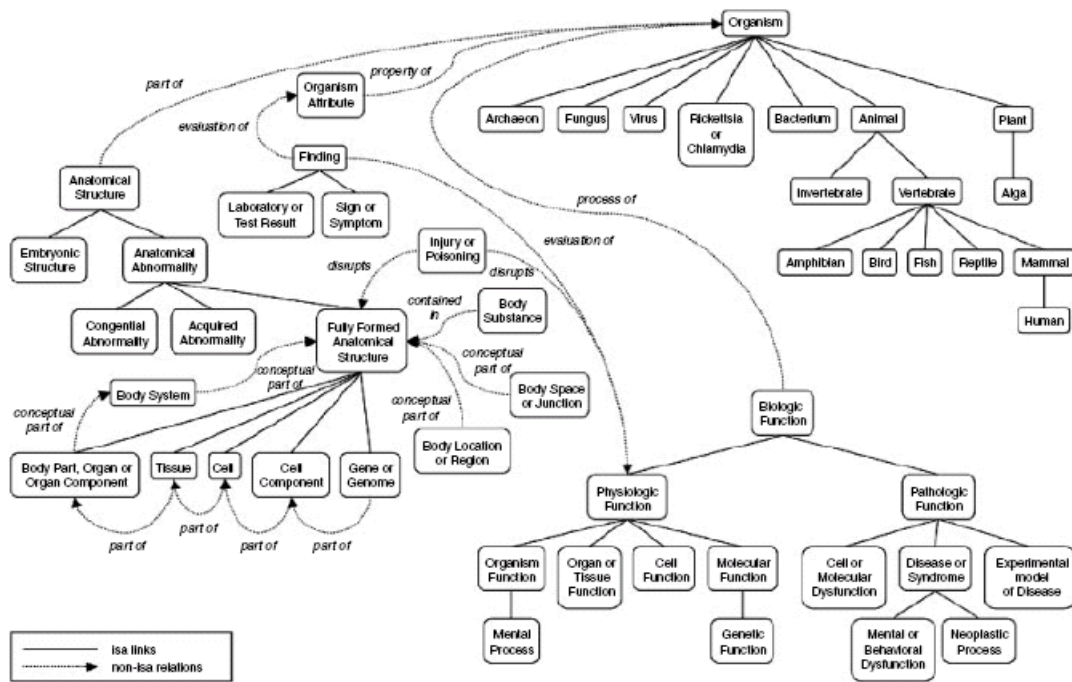 Organism
part of
property of
Organism
Attribute
evaluation of
Archaeon
Fungus
Virus
Rickettsia
or
Chlamydia
Bacterium
Animal
Plant
Finding
Anatomical
Structure
Laboratory or
Test Result
Sign or
Symptom
Invertebrate
Vertebrate
Alga
process of
Embryonic
Structure
Anatomical
Abnormality
Injury or
Poisoning
evaluation of
disrupts
disrupts
Amphibian
Bird
Fish
Reptile
Mammal
Human
Congential
Abnormality
Acquired
Abnormality
Fully Formed
Anatomical
Structure
contained
in
Body
Substance
conceptual
part of
Body Space
or Junction
conceptual
part of
Body System
conceptual
part of
conceptual
part of
Body Location
or Region
Biologic
Function
Body Part, Organ or
Organ Component
Tissue
Cell
Cell
Component
Gene or
Genome
part of
part of
part of
part of
Physiologic
Function
Pathologic
Function
Organism
Function
Organ or
Tissue
Function
Cell
Function
Molecular
Function
Cell or
Molecular
Dysfunction
Disease or
Syndrome
Experimental
model
of Disease
Mental
Process
Genetic
Function
Mental or
Behavioral
Dysfunction
Neoplastic
Process
isa links
non-isa relations